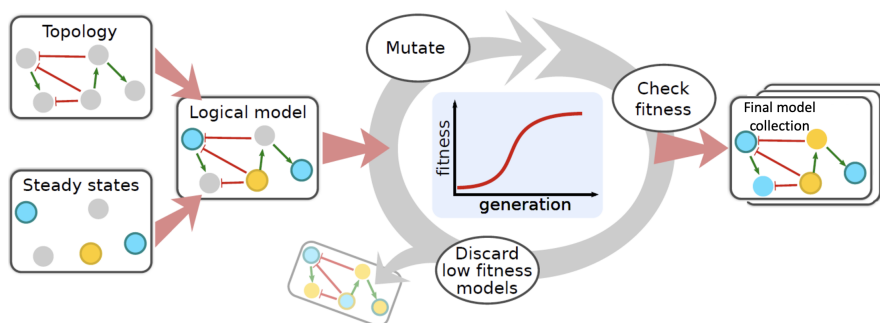 Topology
Steady states
Logical model
Mutate
fitness
generation
Check
fitness
Discard
low fitness
models
Final model
collection